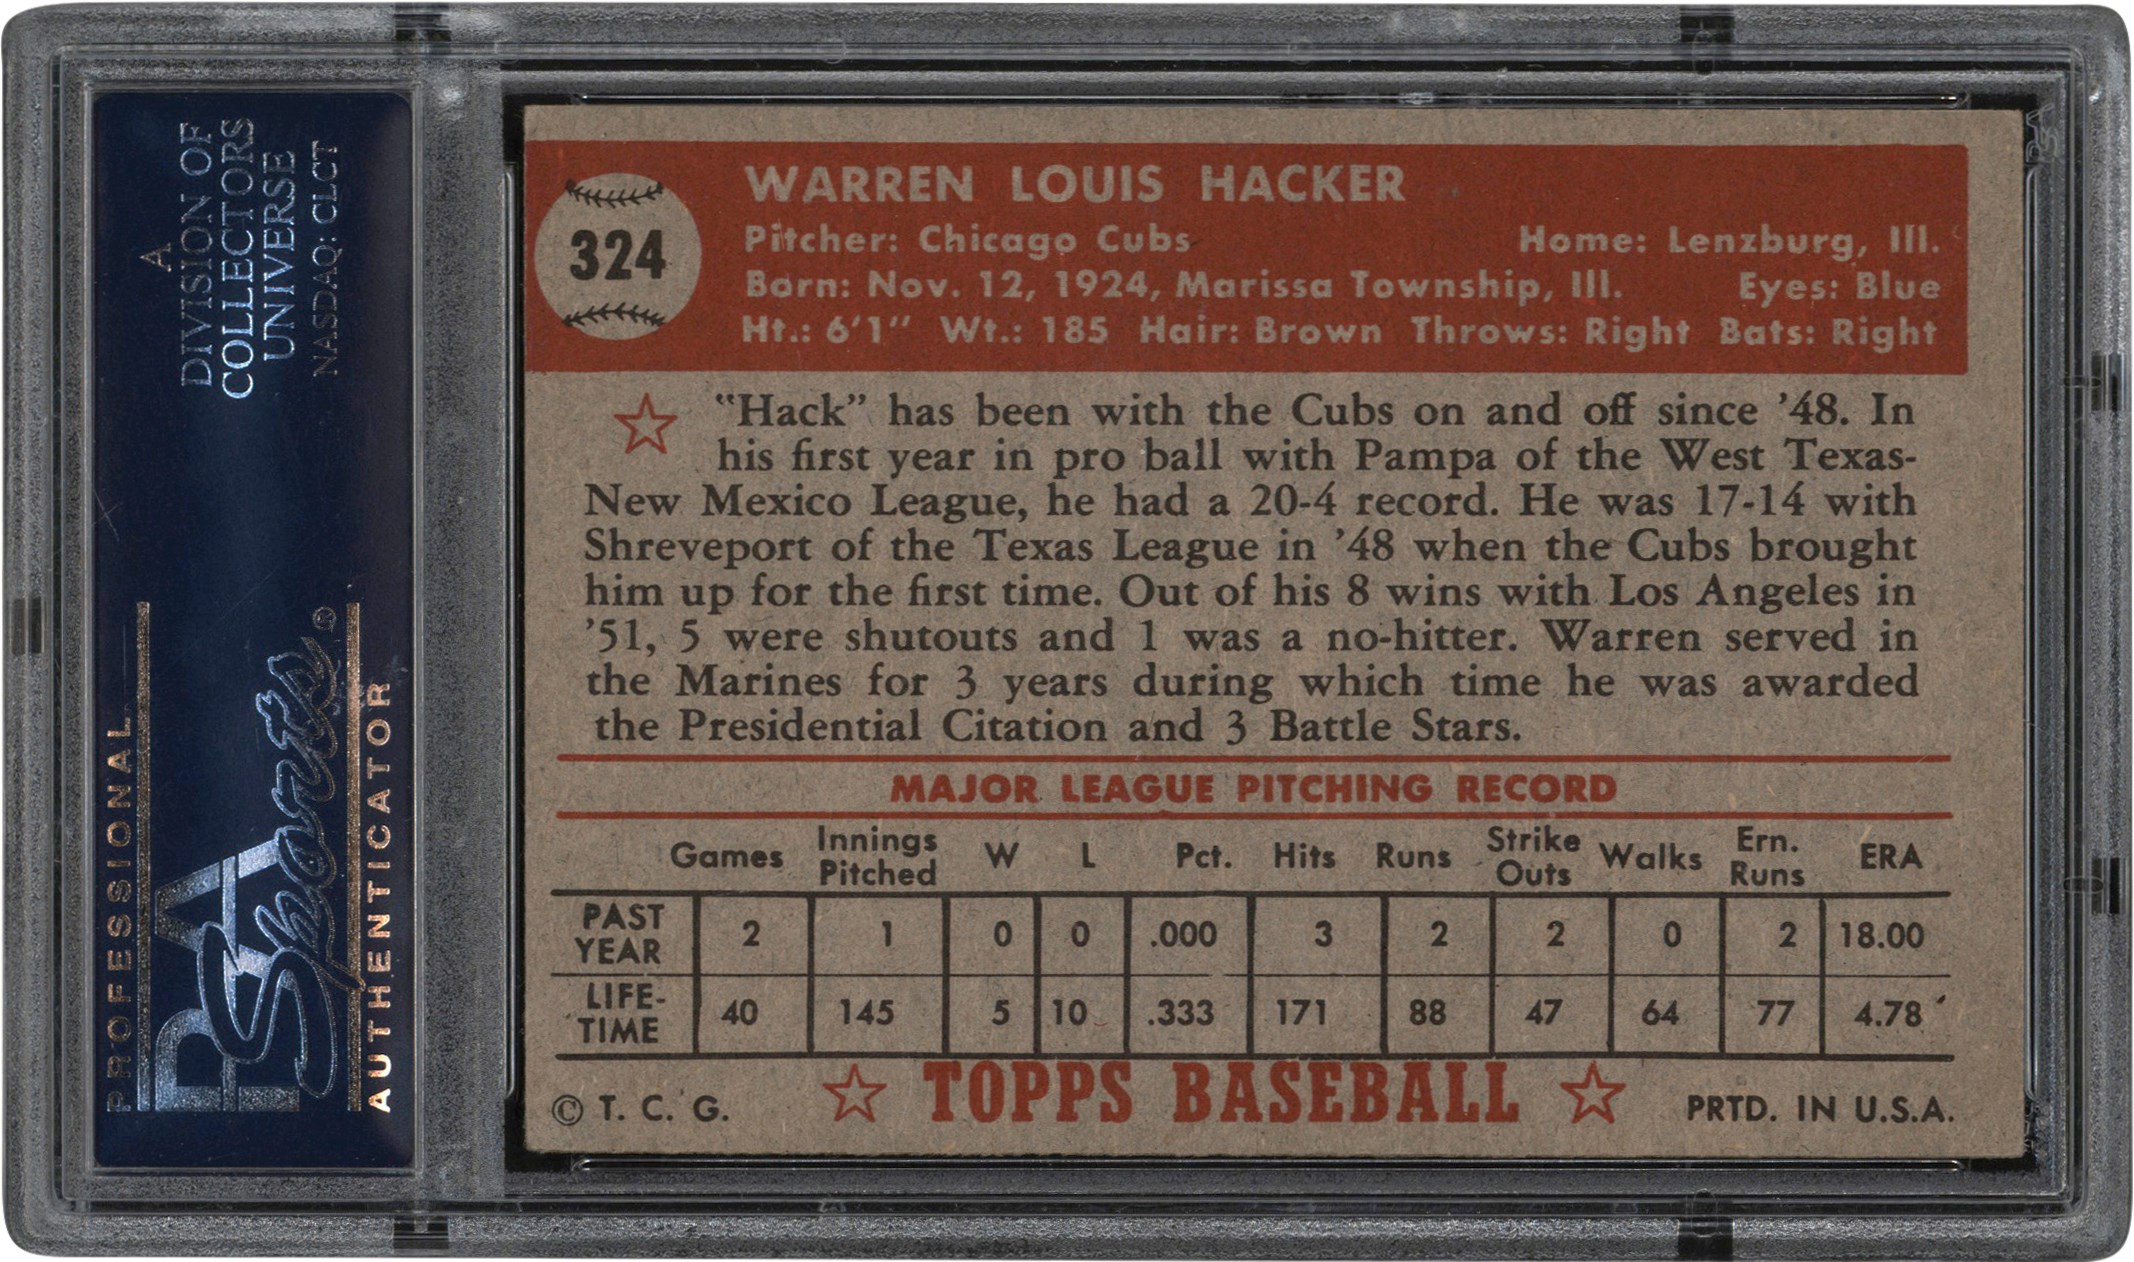 A
DIVISION OF
COLLECTORS
UNIVERSE
NASDAQ: CLCT
PROFESSIONAL
PSA
Sports®
AUTHENTICATOR
324
WARREN LOUIS HACKER
Pitcher: Chicago Cubs Home: Lenzburg, Ill.
Born: Nov. 12, 1924, Marissa Township, Ill. Eyes: Blue
Ht.: 6'1" Wt.: 185 Hair: Brown Throws: Right Bats: Right
"Hack" has been with the Cubs on and off since '48. In
his first year in pro ball with Pampa of the West Texas-
New Mexico League, he had a 20-4 record. He was 17-14 with
Shreveport of the Texas League in '48 when the Cubs brought
him up for the first time. Out of his 8 wins with Los Angeles in
'51, 5 were shutouts and 1 was a no-hitter. Warren served in
the Marines for 3 years during which time he was awarded
the Presidential Citation and 3 Battle Stars.
MAJOR LEAGUE PITCHING RECORD
Games Innings Pitched W L Pct. Hits Runs Strike Outs Walks Ern. Runs ERA
PAST YEAR 2 1 0 0 .000 3 2 2 0 2 18.00
LIFE-TIME 40 145 5 10 .333 171 88 47 64 77 4.78
© T. C. G. TOPPS BASEBALL PRTD. IN U.S.A.